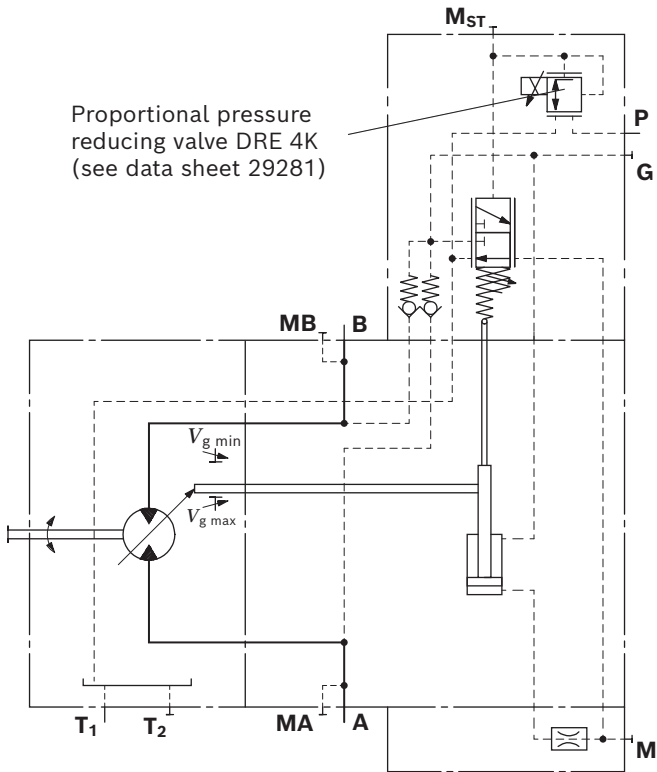 M_ST
Proportional pressure
reducing valve DRE 4K
(see data sheet 29281)
P
G
MB
B
V_g min
V_g max
T_1
T_2
MA
A
M